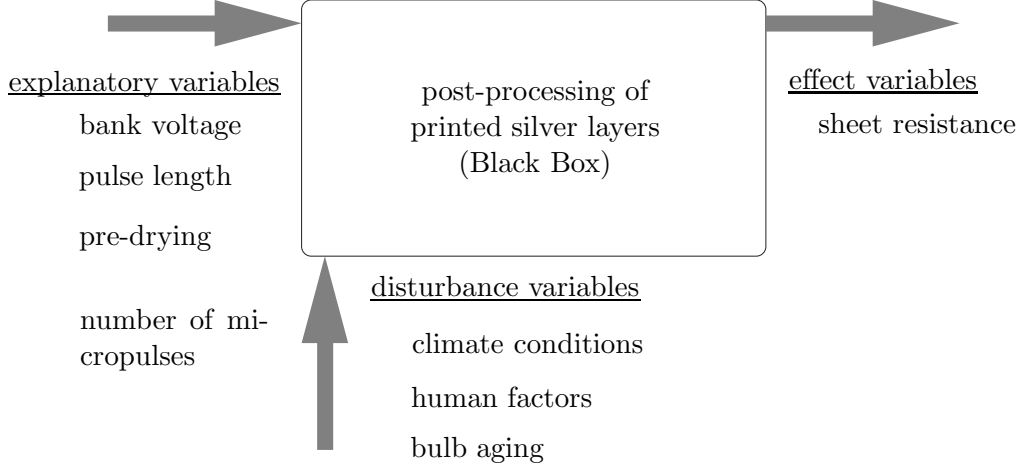 explanatory variables
bank voltage
pulse length
pre-drying
number of mi-
cropulses
post-processing of
printed silver layers
(Black Box)
effect variables
sheet resistance
disturbance variables
climate conditions
human factors
bulb aging